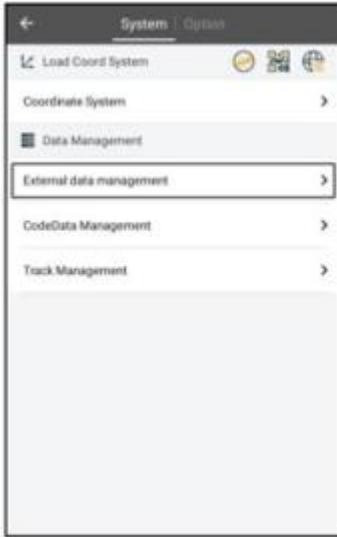 System | Option
Load Coord System
Coordinate System
Data Management
External data management
CodeData Management
Track Management